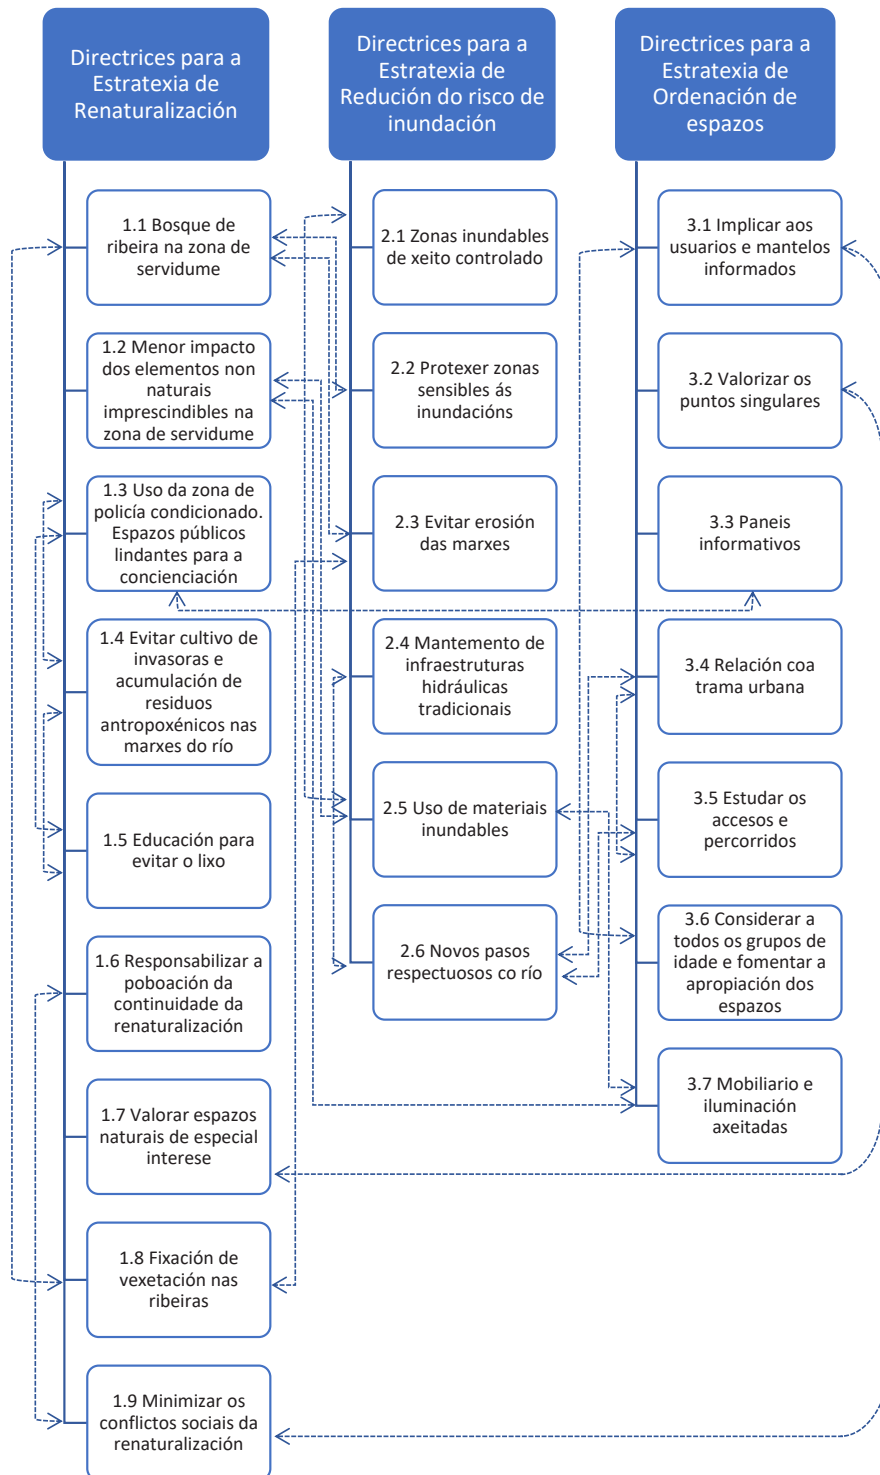 Directrices para a
Estratexia de
Renaturalización
1.1 Bosque de
ribeira na zona de
servidume
1.2 Menor impacto
dos elementos non
naturais
imprescindibles na
zona de servidume
1.3 Uso da zona de
policía condicionado.
Espazos públicos
lindantes para a
concienciación
1.4 Evitar cultivo de
invasoras e
acumulación de
residuos
antropoxénicos nas
marxes do río
1.5 Educación para
evitar o lixo
1.6 Responsabilizar a
poboación da
continuidade da
renaturalización
1.7 Valorar espazos
naturais de especial
interese
1.8 Fixación de
vexetación nas
ribeiras
1.9 Minimizar os
conflictos sociais da
renaturalización
Directrices para a
Estratexia de
Redución do risco de
inundación
2.1 Zonas inundables
de xeito controlado
2.2 Protexer zonas
sensibles ás
inundacións
2.3 Evitar erosión
das marxes
2.4 Mantemento de
infraestruturas
hidráulicas
tradicionais
2.5 Uso de materiais
inundables
2.6 Novos pasos
respectuosos co río
Directrices para a
Estratexia de
Ordenación de
espazos
3.1 Implicar aos
usuarios e mantelos
informados
3.2 Valorizar os
puntos singulares
3.3 Paneis
informativos
3.4 Relación coa
trama urbana
3.5 Estudar os
accesos e
percorridos
3.6 Considerar a
todos os grupos de
idade e fomentar a
apropiación dos
espazos
3.7 Mobiliario e
iluminación
axeitadas